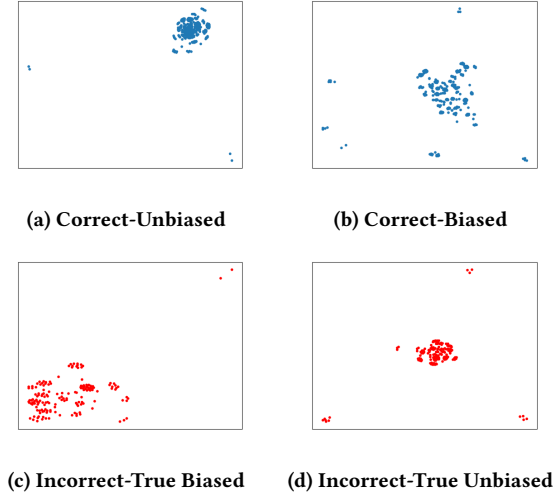 (a) Correct-Unbiased
(b) Correct-Biased
(c) Incorrect-True Biased
(d) Incorrect-True Unbiased